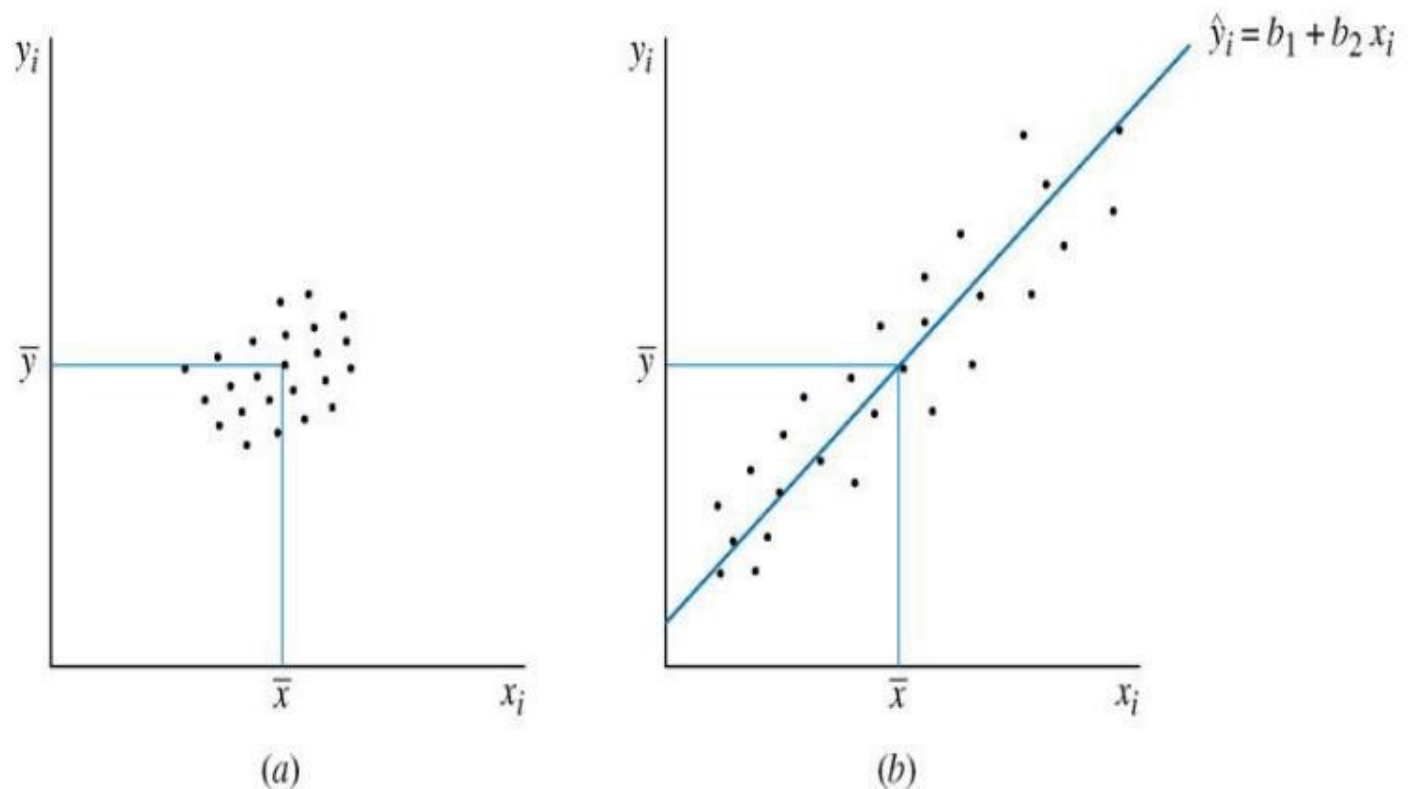 yᵢ
ȳ
x̄
xᵢ
(a)
yᵢ
ŷᵢ = b₁ + b₂ xᵢ
ȳ
x̄
xᵢ
(b)